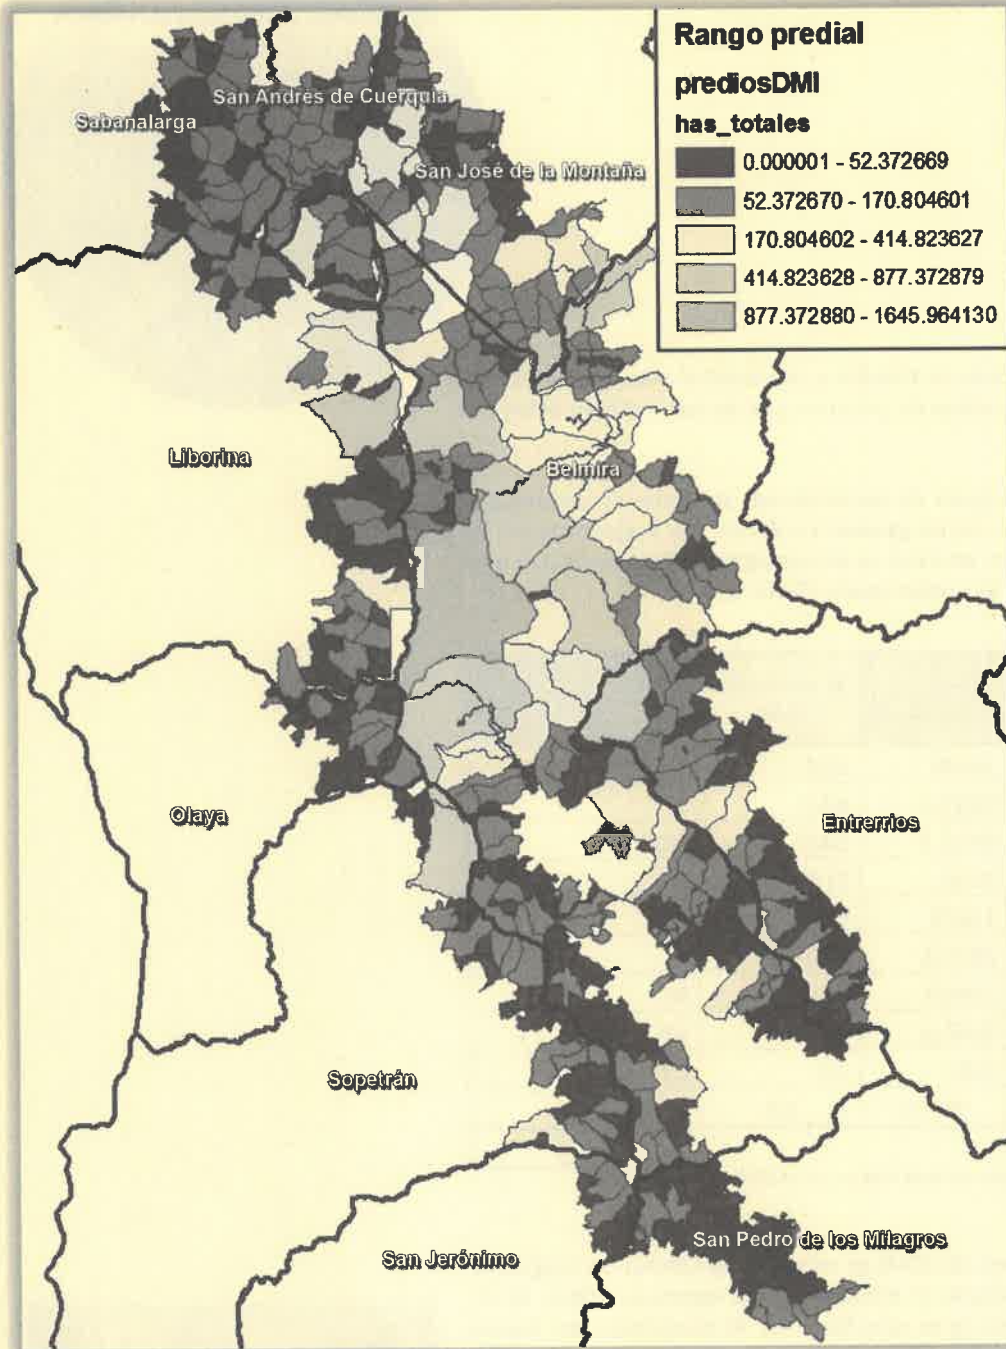 Rango predial
prediosDMI
has_totales
0.000001 - 52.372669
52.372670 - 170.804601
170.804602 - 414.823627
414.823628 - 877.372879
877.372880 - 1645.964130
San Andrés de Cuerquia
Sabanalarga
San José de la Montaña
Liborina
Belmira
Olaya
Entrerrios
Sopetrán
San Pedro de los Milagros
San Jerónimo